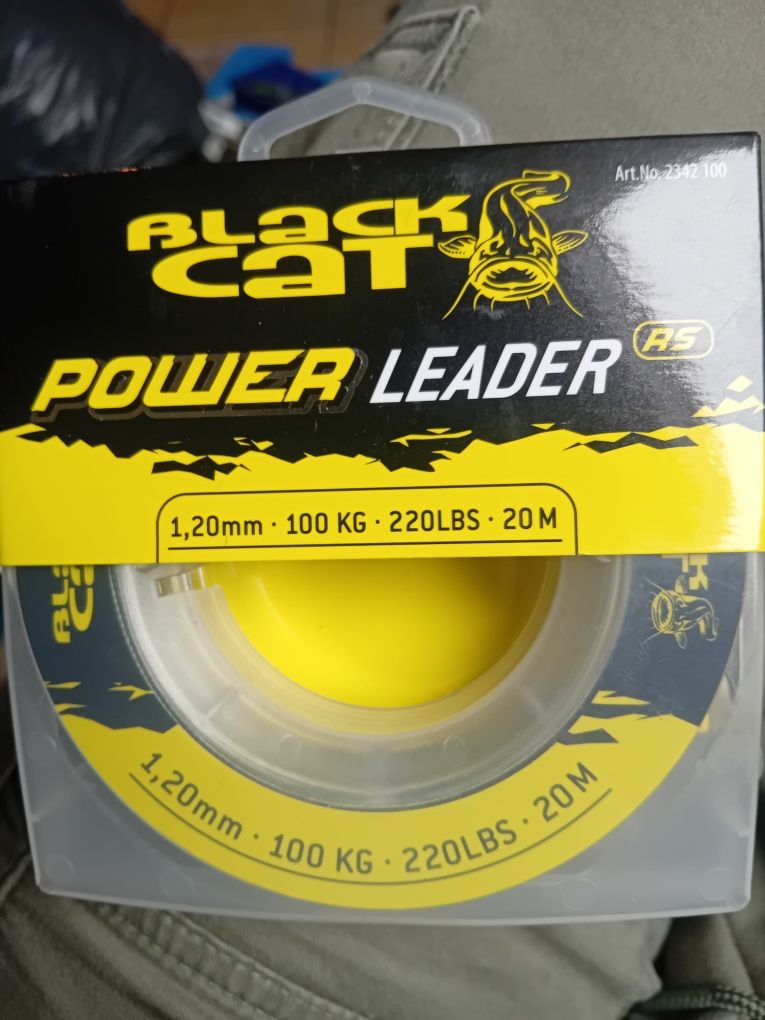 Art.No. 2342 100
BLACK
CAT
POWER LEADER RS
1,20mm · 100 KG · 220LBS · 20 M
1,20mm · 100 KG · 220LBS · 20 M